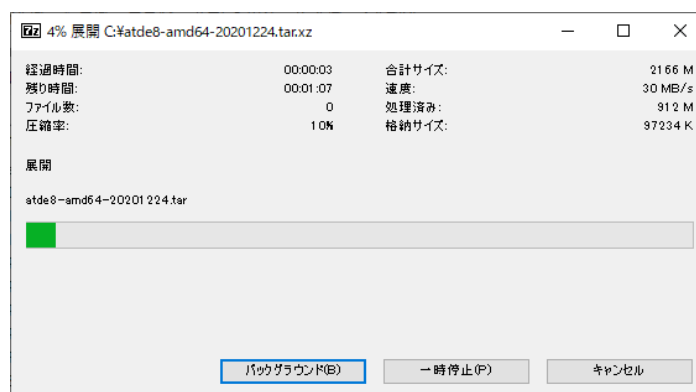 7z 4% 展開 C:¥atde8-amd64-20201224.tar.xz
経過時間: 00:00:03 合計サイズ: 2166 M
残り時間: 00:01:07 速度: 30 MB/s
ファイル数: 0 処理済み: 912 M
圧縮率: 10% 格納サイズ: 97234 K
展開
atde8-amd64-20201224.tar
バックグラウンド(B) 一時停止(P) キャンセル